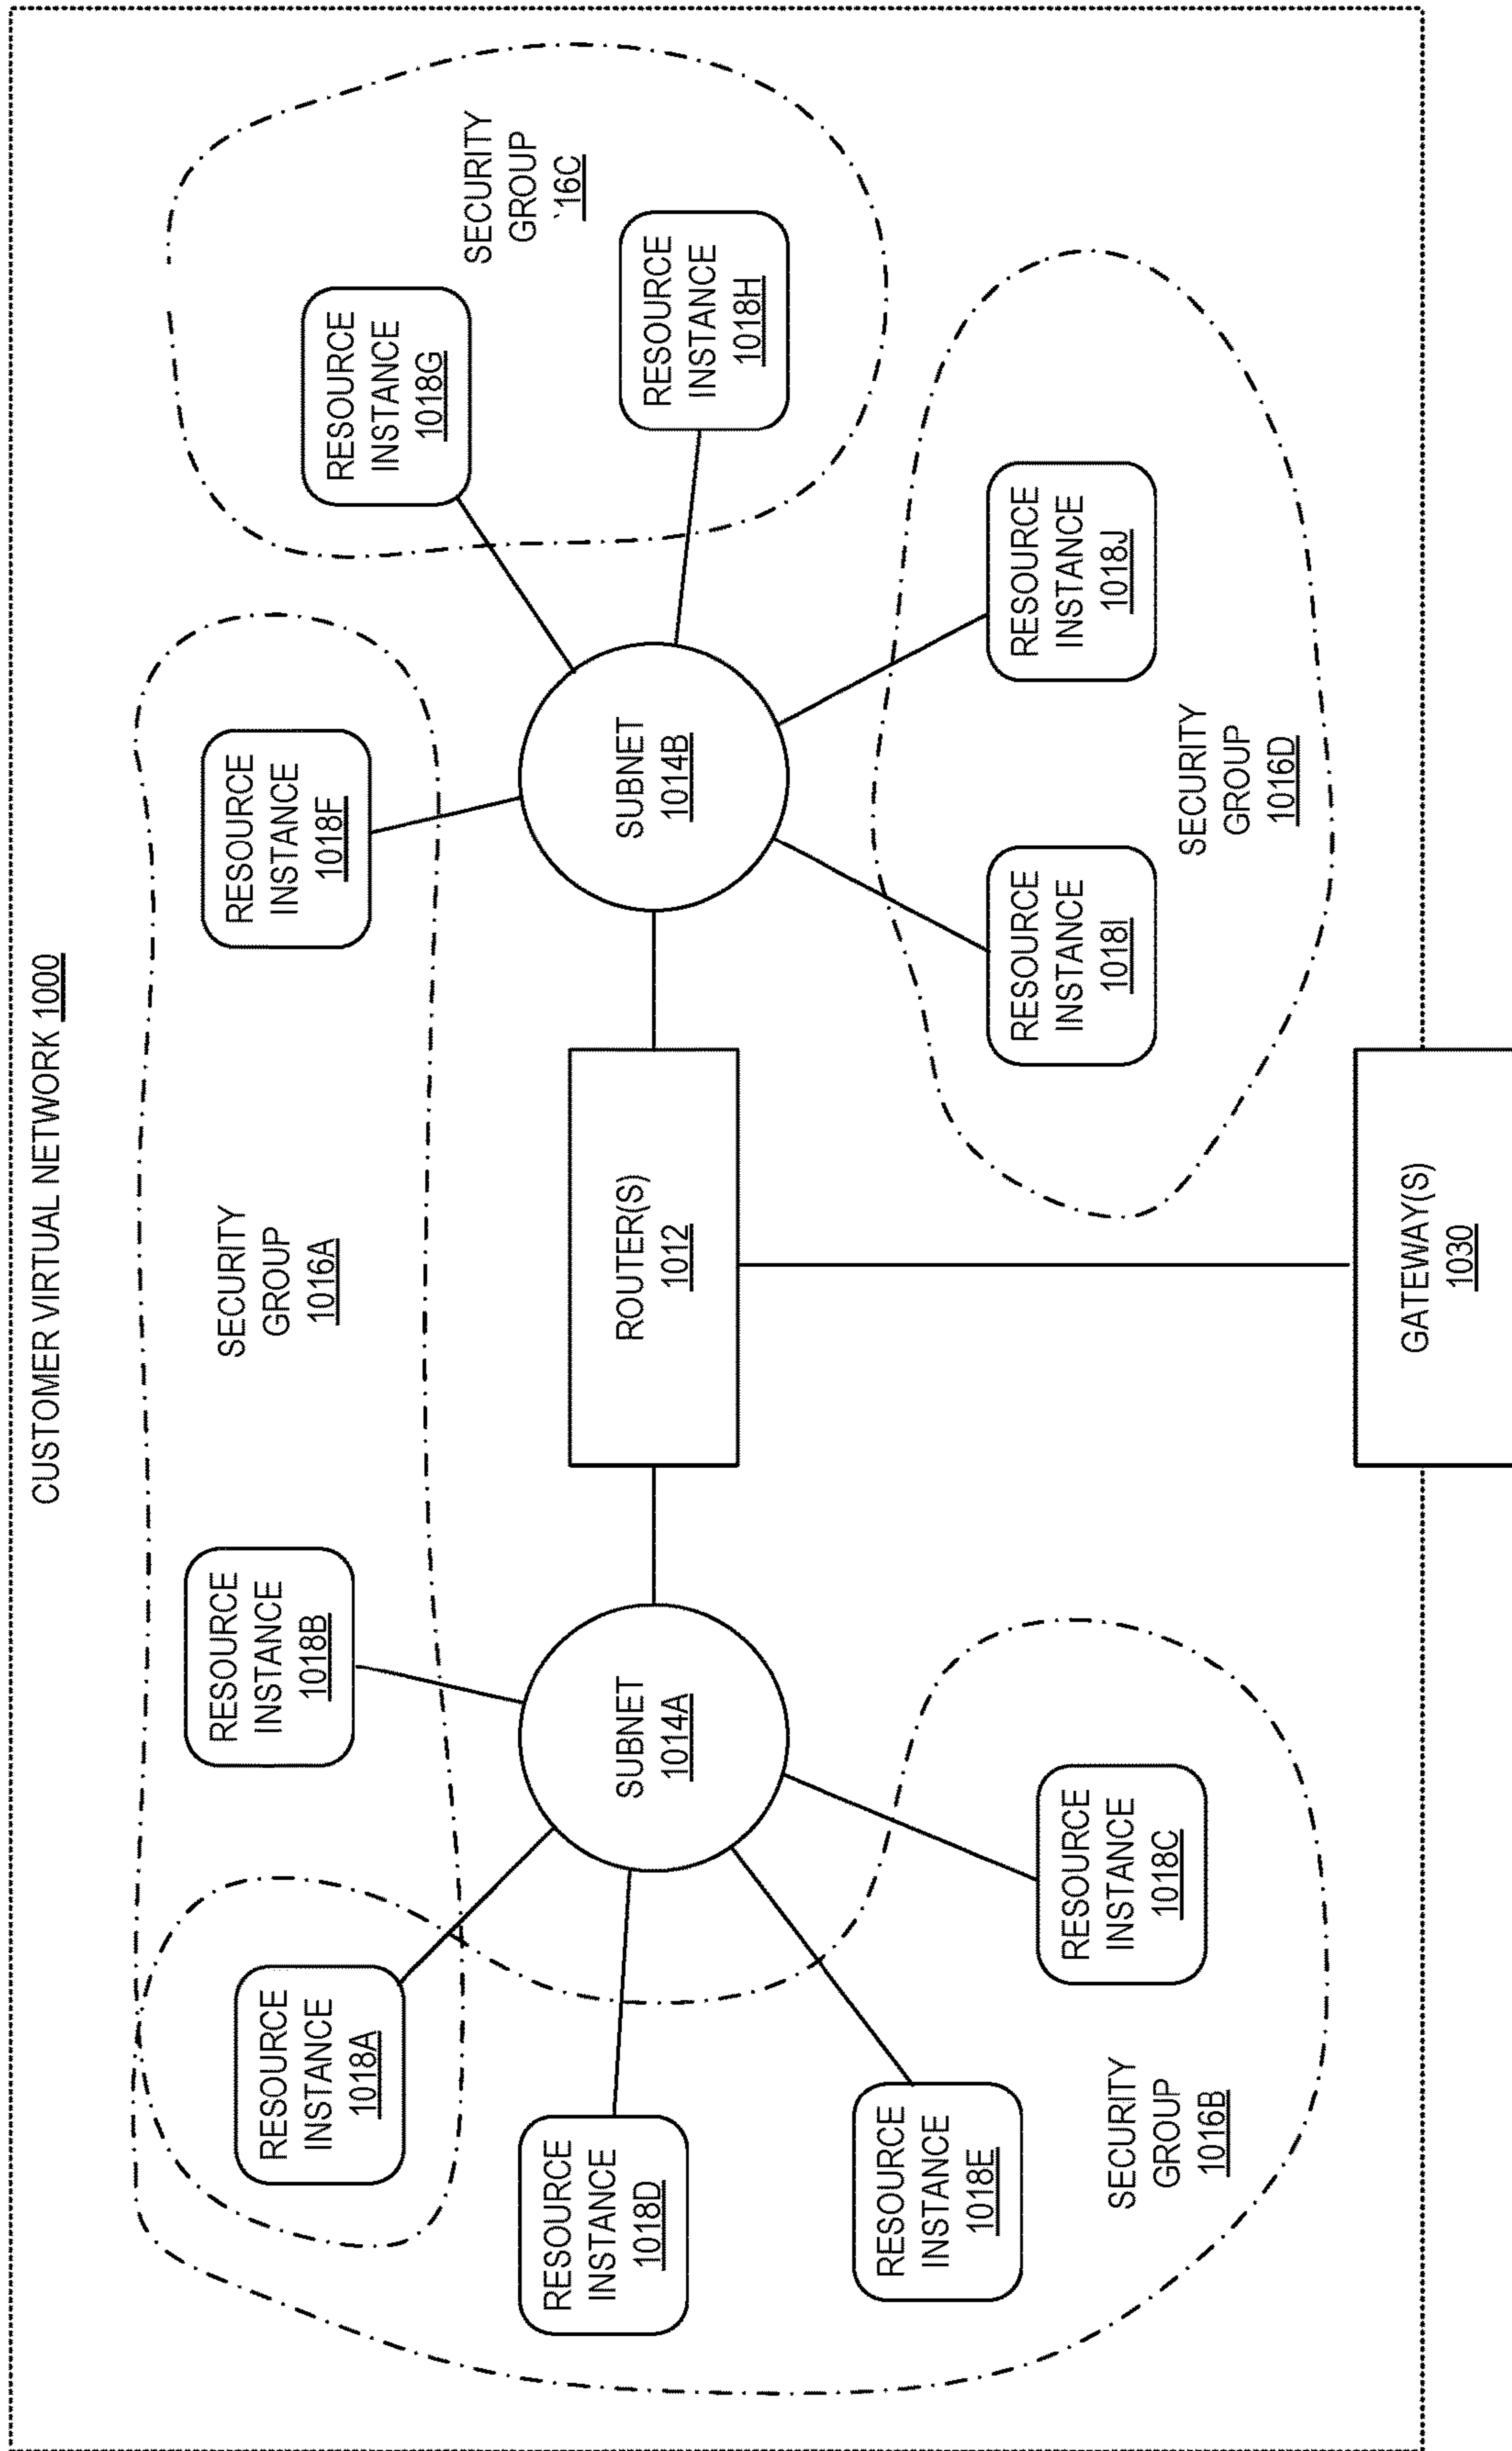 CUSTOMER VIRTUAL NETWORK 1000
RESOURCE
INSTANCE
1018A
RESOURCE
INSTANCE
1018B
SECURITY
GROUP
1016A
RESOURCE
INSTANCE
1018F
RESOURCE
INSTANCE
1018G
SECURITY
GROUP
16C
RESOURCE
INSTANCE
1018D
SUBNET
1014A
ROUTER(S)
1012
SUBNET
1014B
RESOURCE
INSTANCE
1018H
RESOURCE
INSTANCE
1018E
RESOURCE
INSTANCE
1018C
RESOURCE
INSTANCE
1018I
RESOURCE
INSTANCE
1018J
SECURITY
GROUP
1016B
SECURITY
GROUP
1016D
GATEWAY(S)
1030